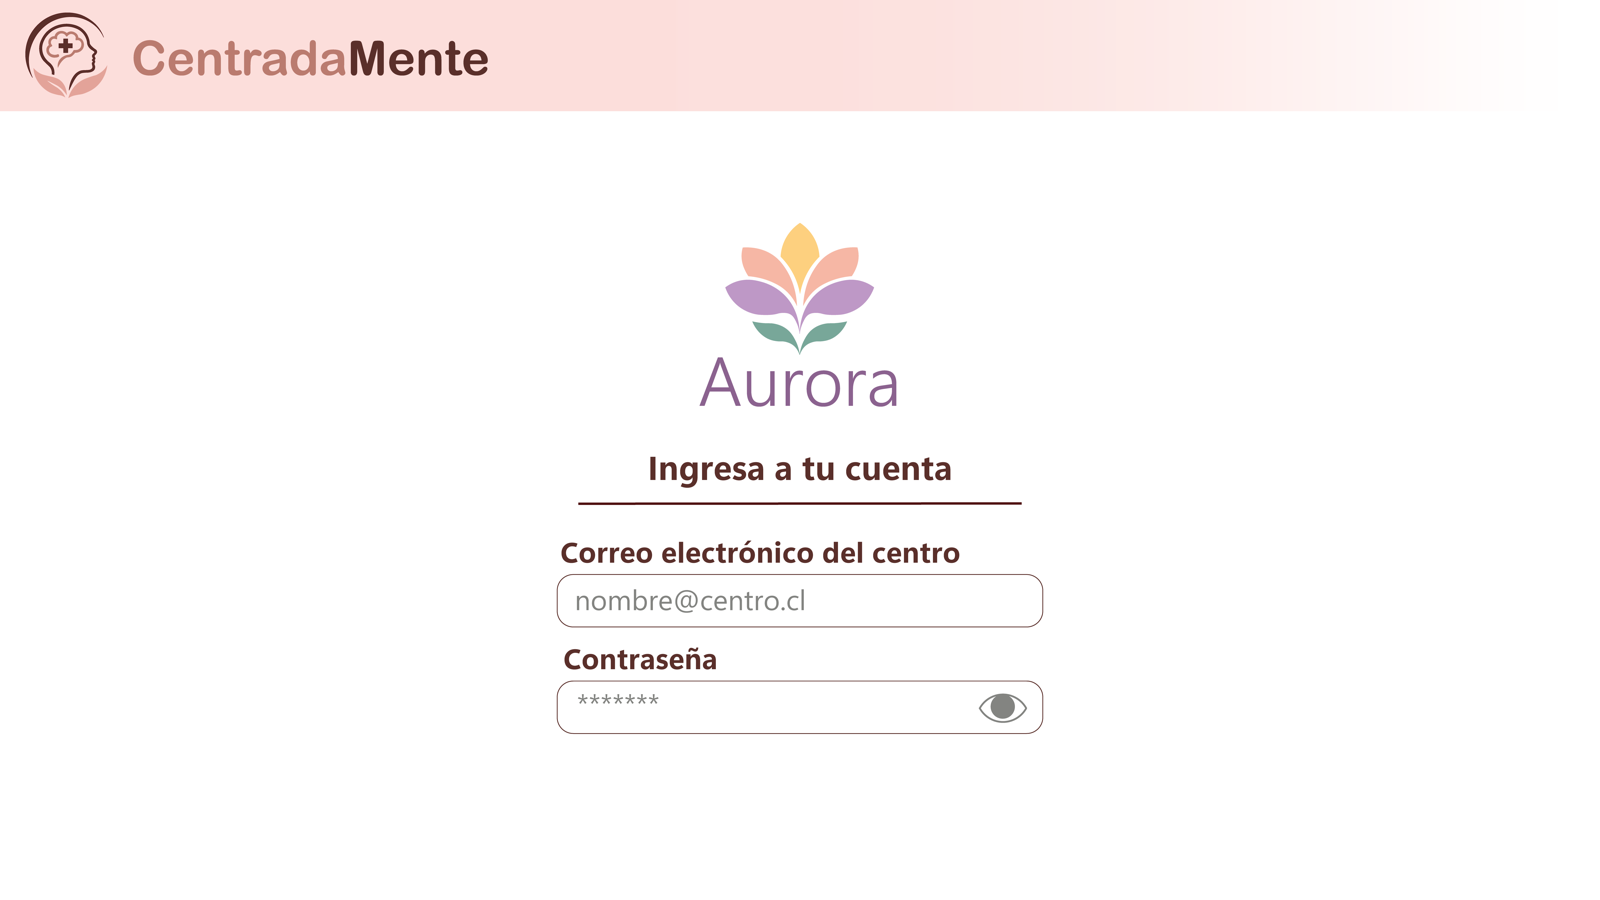 CentradaMente
Aurora
Ingresa a tu cuenta
Correo electrónico del centro
nombre@centro.cl
Contraseña
*******